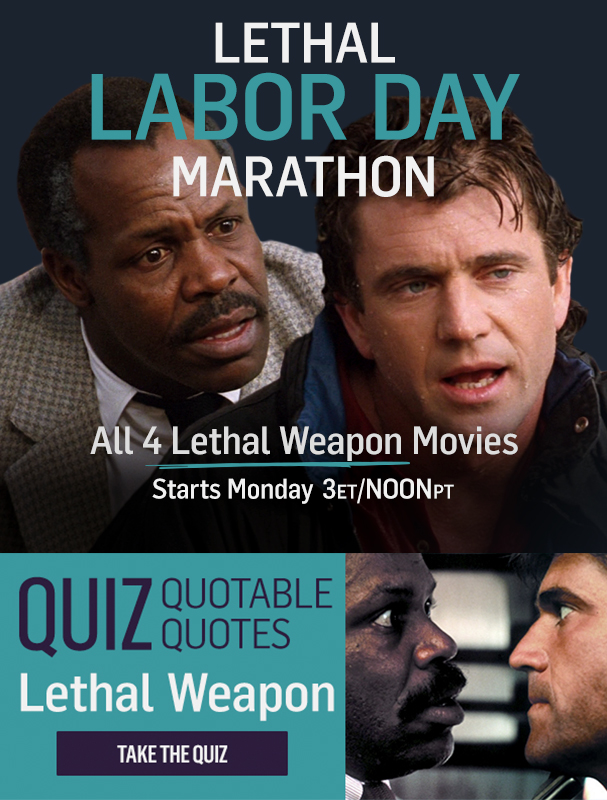 LETHAL
LABOR DAY
MARATHON
All 4 Lethal Weapon Movies
Starts Monday 3ET/NOONPT
QUIZ QUOTABLE
QUOTES
Lethal Weapon
TAKE THE QUIZ